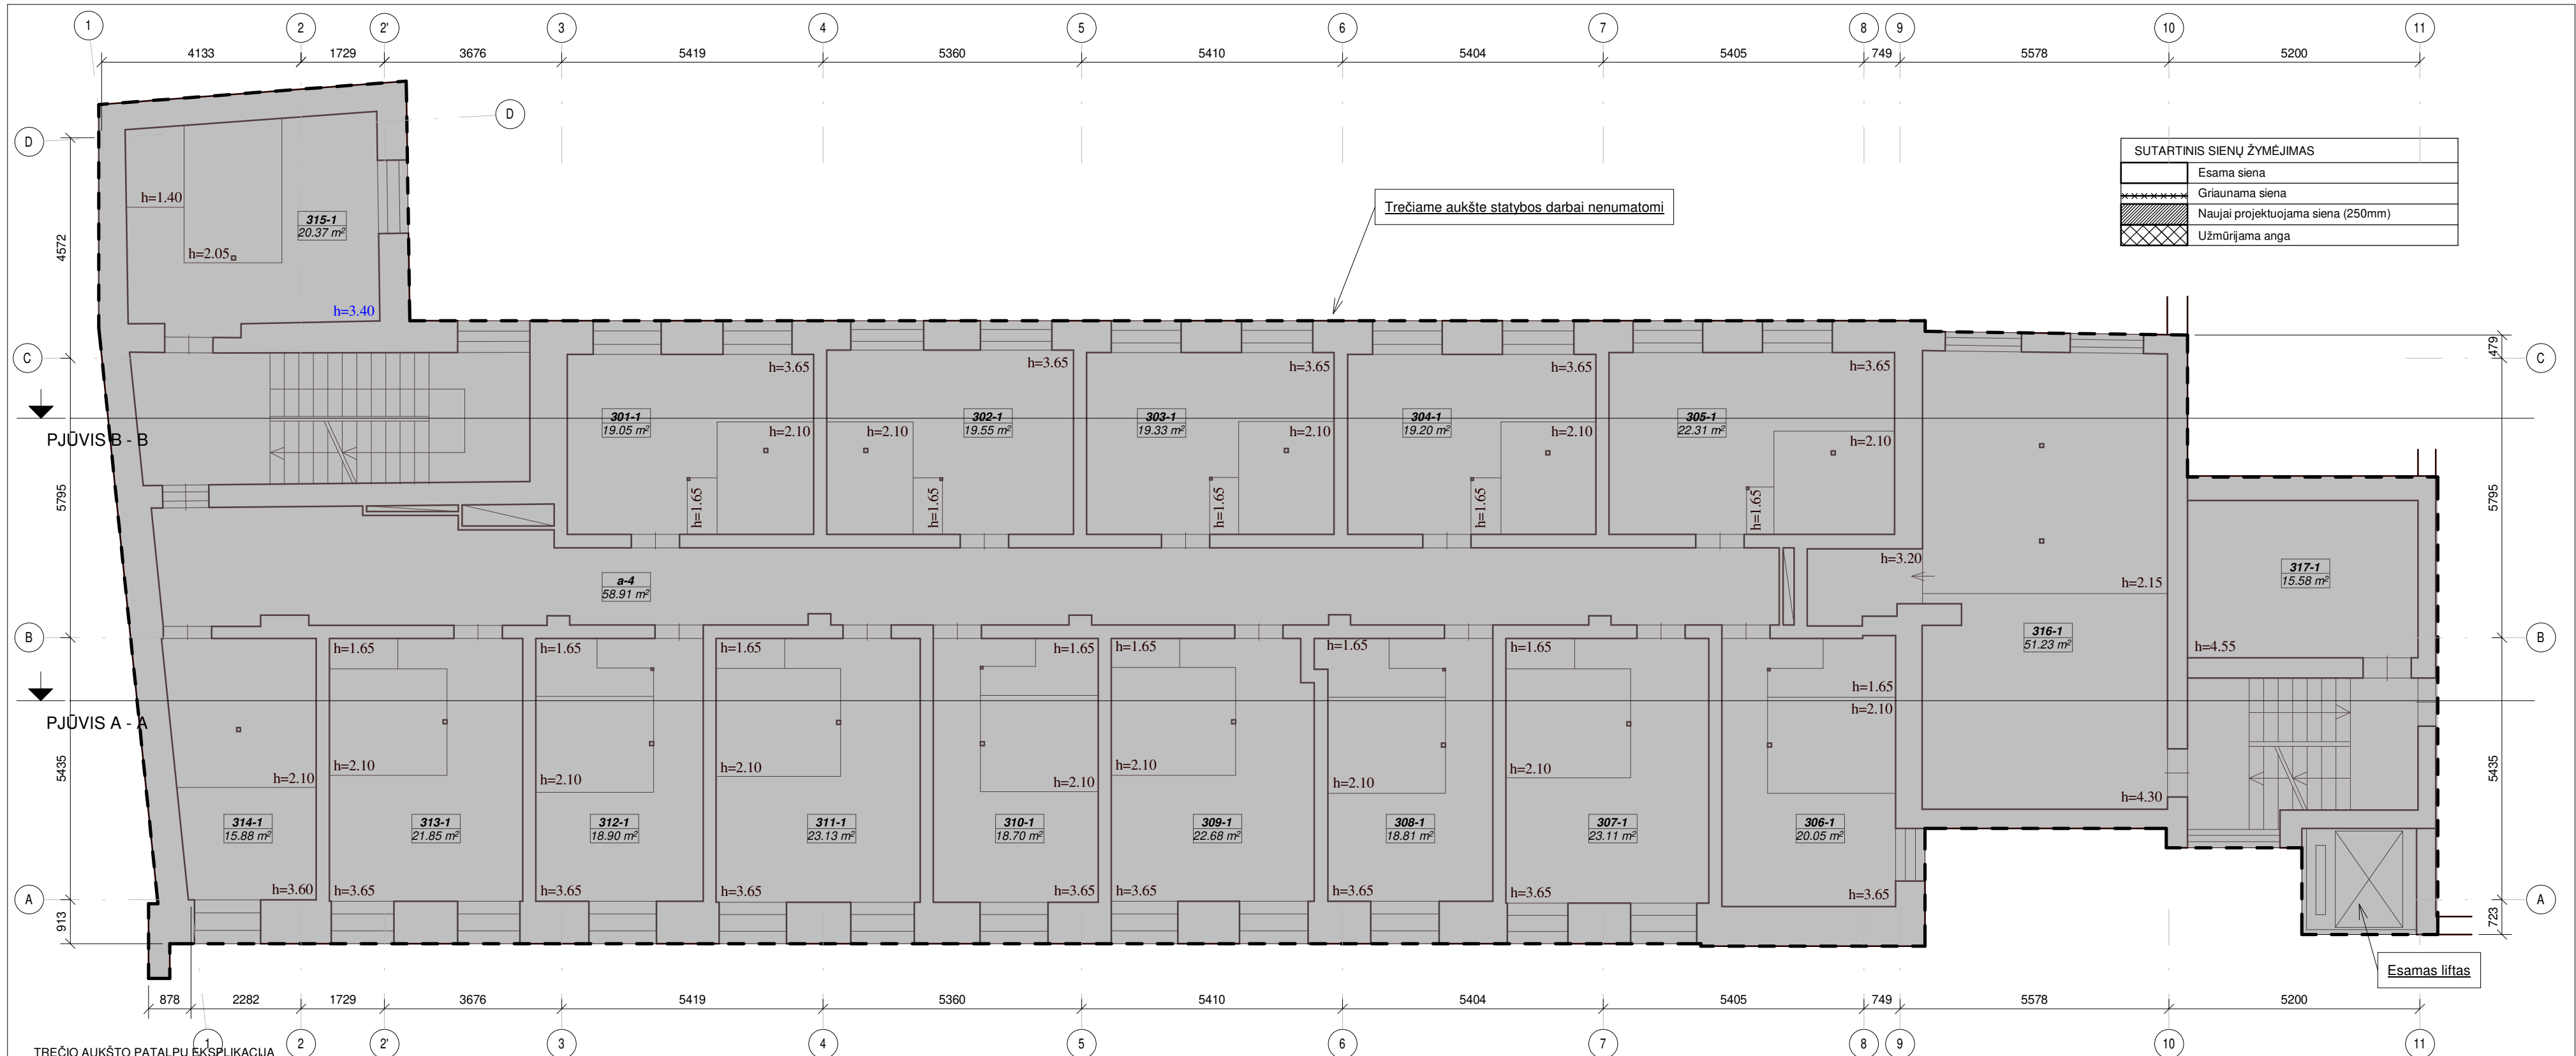 1 2 2' 3 4 5 6 7 8 9 10 11
4133 1729 3676 5419 5360 5410 5404 5405 749 5578 5200
D
D
SUTARTINIS SIENŲ ŽYMĖJIMAS
Esama siena
Griaunama siena
Naujai projektuojama siena (250mm)
Užmūrijama anga
Trečiame aukšte statybos darbai nenumatomi
h=1.40
315-1
20.37 m²
h=2.05
h=3.40
4572
C
C
479
h=3.65 h=3.65 h=3.65 h=3.65 h=3.65
301-1 302-1 303-1 304-1 305-1
19.05 m² 19.55 m² 19.33 m² 19.20 m² 22.31 m²
h=2.10 h=2.10 h=2.10 h=2.10 h=2.10
PJŪVIS B - B
5795
5795
h=1.65 h=1.65 h=1.65 h=1.65 h=1.65
h=3.20
h=2.15
a-4
58.91 m²
317-1
15.58 m²
316-1
51.23 m²
h=4.55
B
B
h=1.65 h=1.65 h=1.65 h=1.65 h=1.65 h=1.65 h=1.65
h=1.65
h=2.10
PJŪVIS A - A
5435
5435
h=2.10 h=2.10 h=2.10 h=2.10 h=2.10 h=2.10 h=2.10 h=2.10
h=4.30
314-1 313-1 312-1 311-1 310-1 309-1 308-1 307-1 306-1
15.88 m² 21.85 m² 18.90 m² 23.13 m² 18.70 m² 22.68 m² 18.81 m² 23.11 m² 20.05 m²
h=3.60 h=3.65 h=3.65 h=3.65 h=3.65 h=3.65 h=3.65 h=3.65 h=3.65
A
A
913
723
Esamas liftas
878 2282 1729 3676 5419 5360 5410 5404 5405 749 5578 5200
1 2 2' 3 4 5 6 7 8 9 10 11
TREČIO AUKŠTO PATALPŲ EKSPLIKACIJA